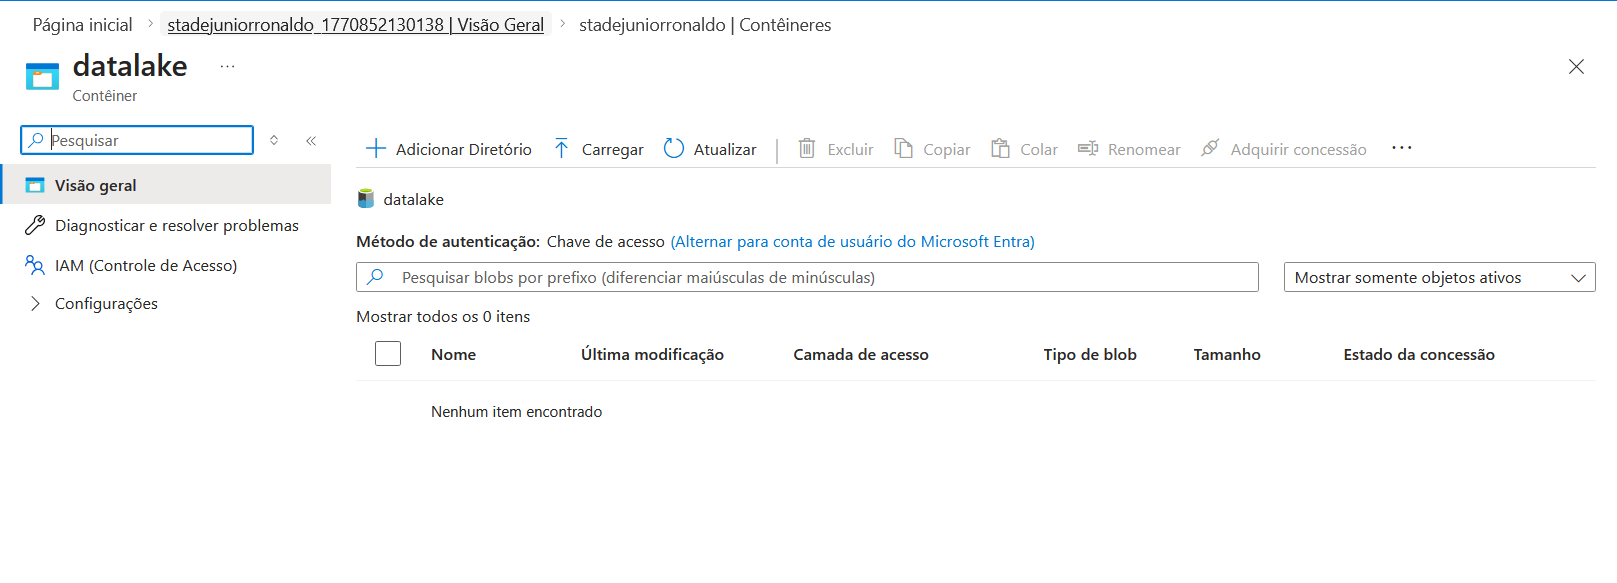 Página inicial > stadejuniorronaldo_1770852130138 | Visão Geral > stadejuniorronaldo | Contêineres
datalake ...
Contêiner
Pesquisar
Visão geral
Diagnosticar e resolver problemas
IAM (Controle de Acesso)
Configurações
Adicionar Diretório Carregar Atualizar Excluir Copiar Colar Renomear Adquirir concessão ...
datalake
Método de autenticação: Chave de acesso (Alternar para conta de usuário do Microsoft Entra)
Pesquisar blobs por prefixo (diferenciar maiúsculas de minúsculas) Mostrar somente objetos ativos
Mostrar todos os 0 itens
Nome Última modificação Camada de acesso Tipo de blob Tamanho Estado da concessão
Nenhum item encontrado